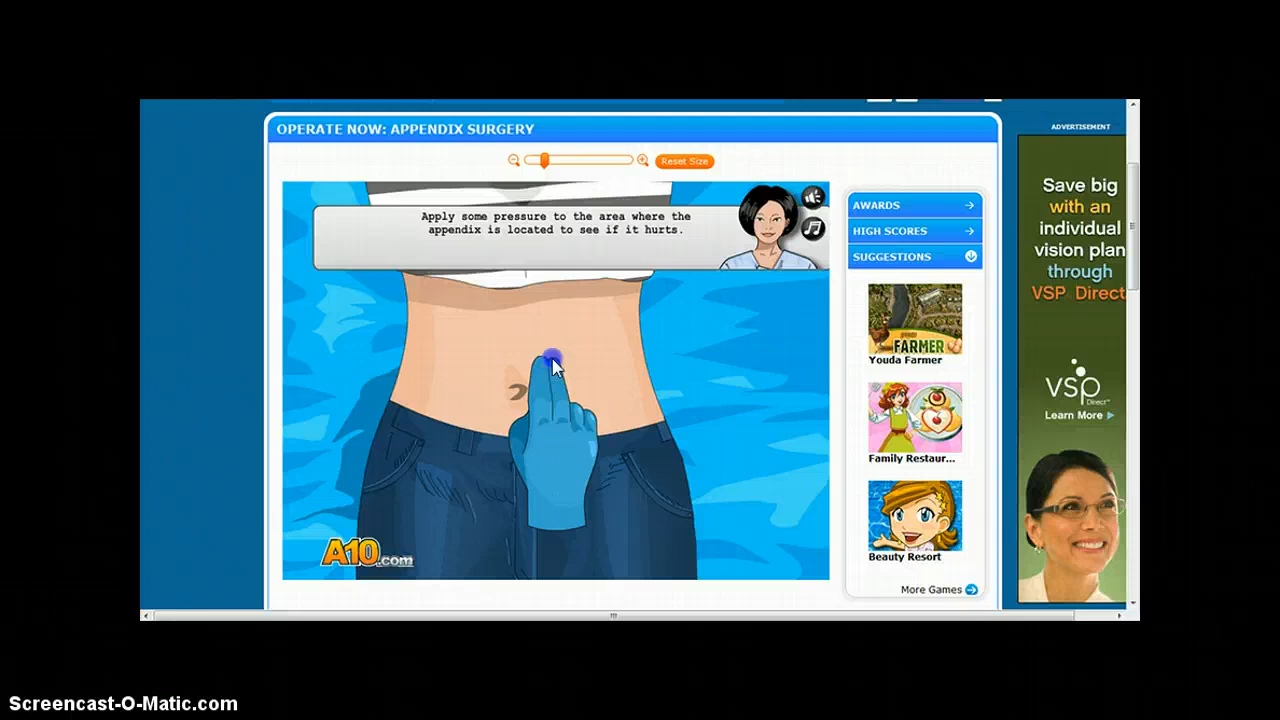 OPERATE NOW: APPENDIX SURGERY
Reset Size
Apply some pressure to the area where the
appendix is located to see if it hurts.
A10.com
AWARDS
HIGH SCORES
SUGGESTIONS
FARMER
Youda Farmer
Family Restaur...
Beauty Resort
More Games
ADVERTISEMENT
Save big
with an
individual
vision plan
through
VSP Direct
vsp
Direct
Learn More
Screencast-O-Matic.com